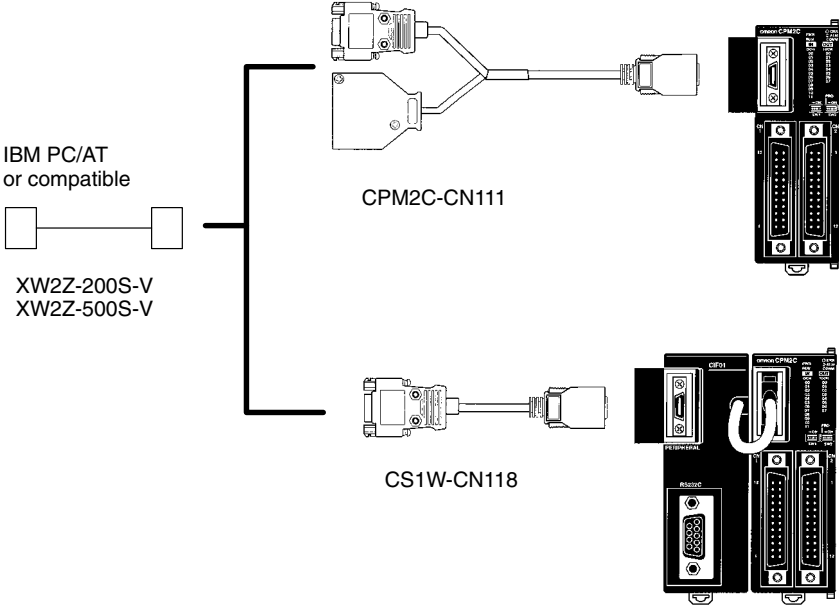 omron CPM2C
IBM PC/AT
or compatible
CPM2C-CN111
XW2Z-200S-V
XW2Z-500S-V
CIF01
omron CPM2C
PERIPHERAL
CS1W-CN118
RS232C